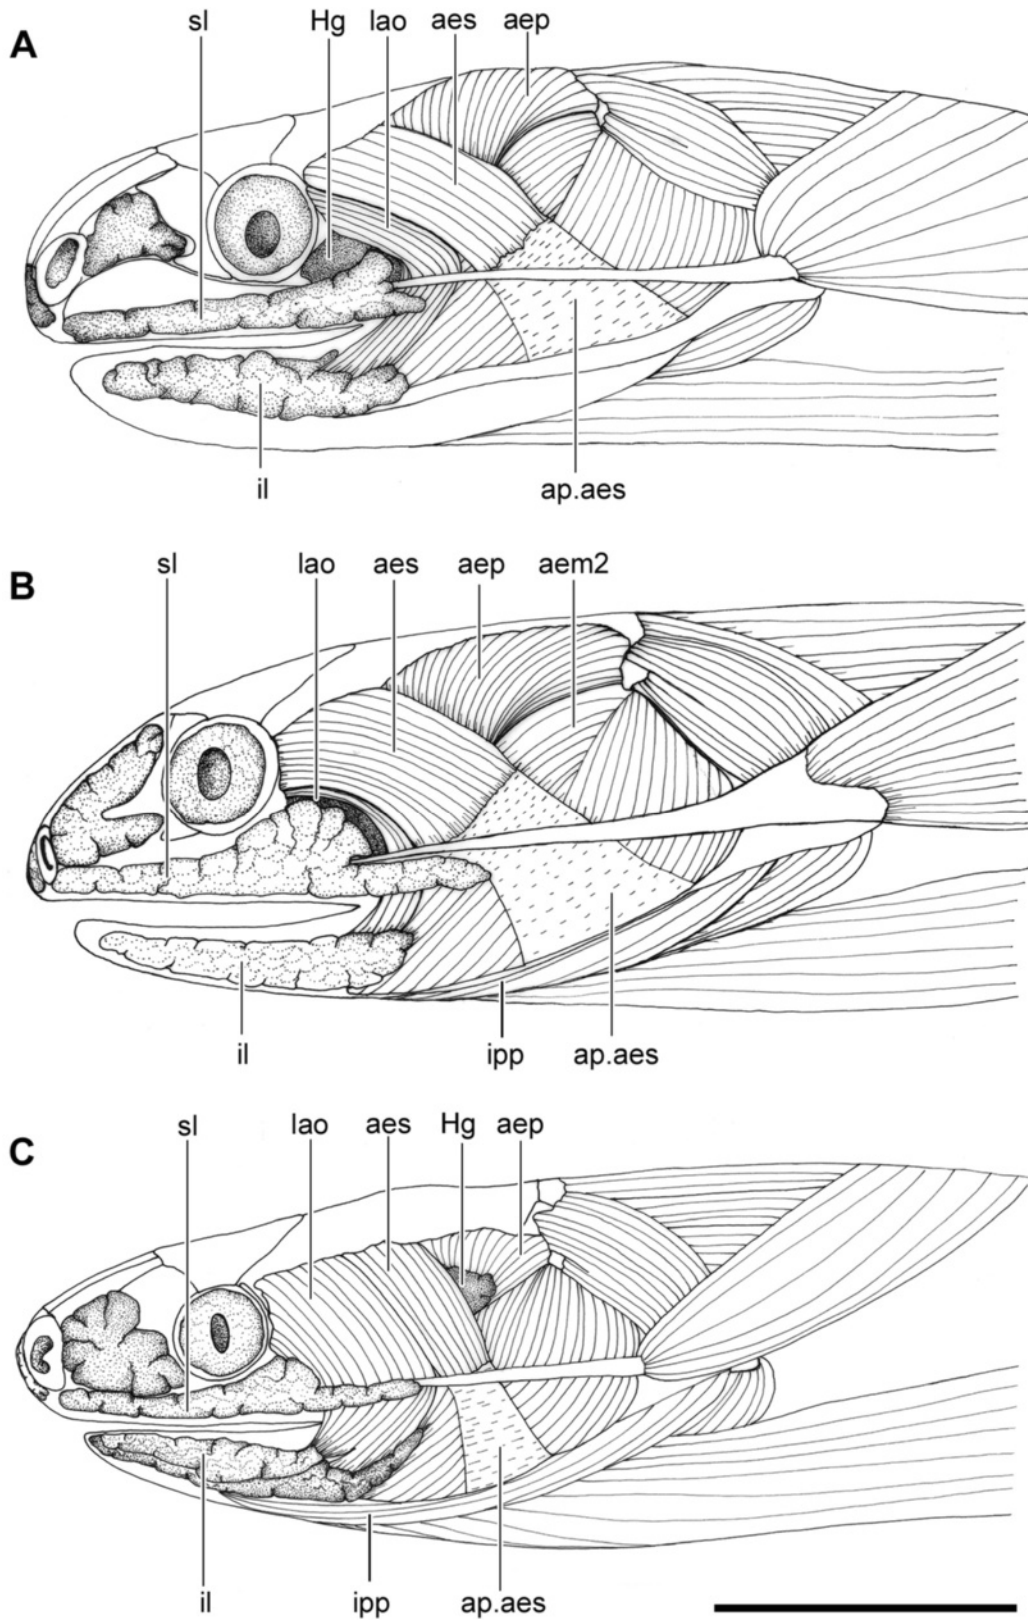 A
sl Hg lao aes aep
il ap.aes
B
sl lao aes aep aem2
il ipp ap.aes
C
sl lao aes Hg aep
il ipp ap.aes